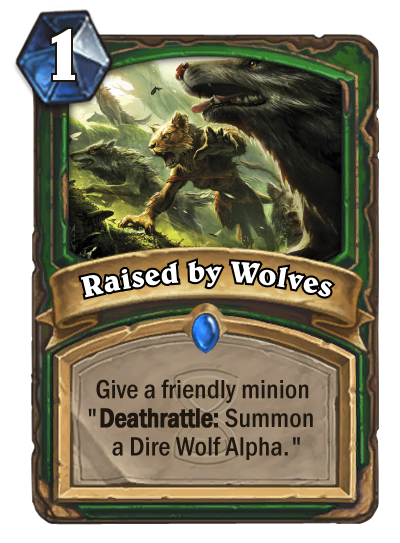 1
Raised by Wolves
Give a friendly minion
"Deathrattle: Summon
a Dire Wolf Alpha."